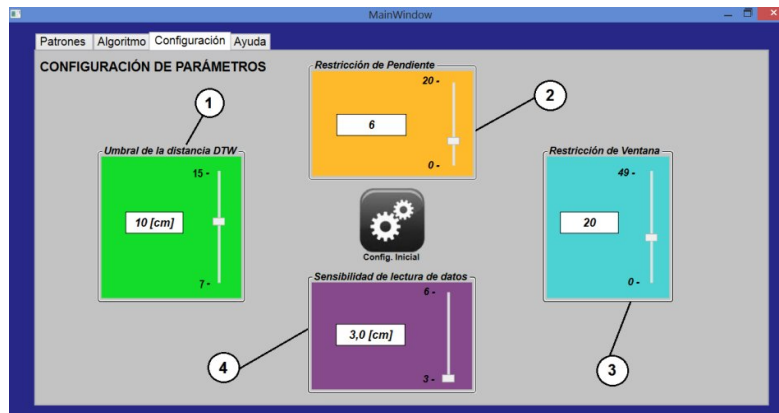 MainWindow
Patrones Algoritmo Configuración Ayuda
CONFIGURACIÓN DE PARÁMETROS
Restricción de Pendiente
20 -
6
0 -
2
1
Umbral de la distancia DTW
15 -
10 [cm]
7 -
Restricción de Ventana
49 -
20
0 -
Config. Inicial
Sensibilidad de lectura de datos
6 -
3,0 [cm]
3 -
4
3